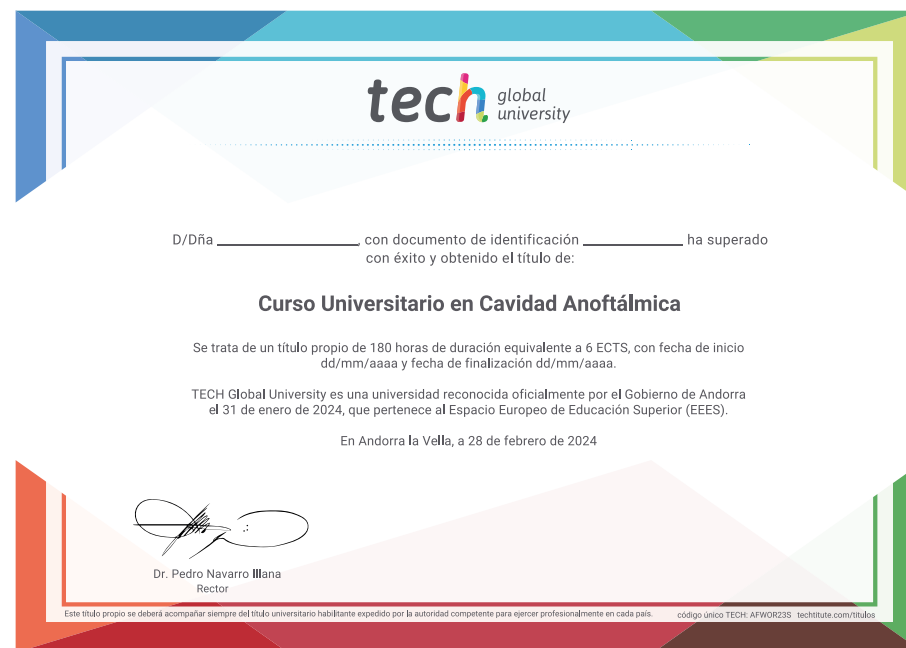 tech global university
D/Dña ________________, con documento de identificación ____________ ha superado
con éxito y obtenido el título de:
Curso Universitario en Cavidad Anoftálmica
Se trata de un título propio de 180 horas de duración equivalente a 6 ECTS, con fecha de inicio
dd/mm/aaaa y fecha de finalización dd/mm/aaaa.
TECH Global University es una universidad reconocida oficialmente por el Gobierno de Andorra
el 31 de enero de 2024, que pertenece al Espacio Europeo de Educación Superior (EEES).
En Andorra la Vella, a 28 de febrero de 2024
Dr. Pedro Navarro Illana
Rector
Este título propio se deberá acompañar siempre del título universitario habilitante expedido por la autoridad competente para ejercer profesionalmente en cada país. código único TECH: AFWOR23S techtitute.com/titulos